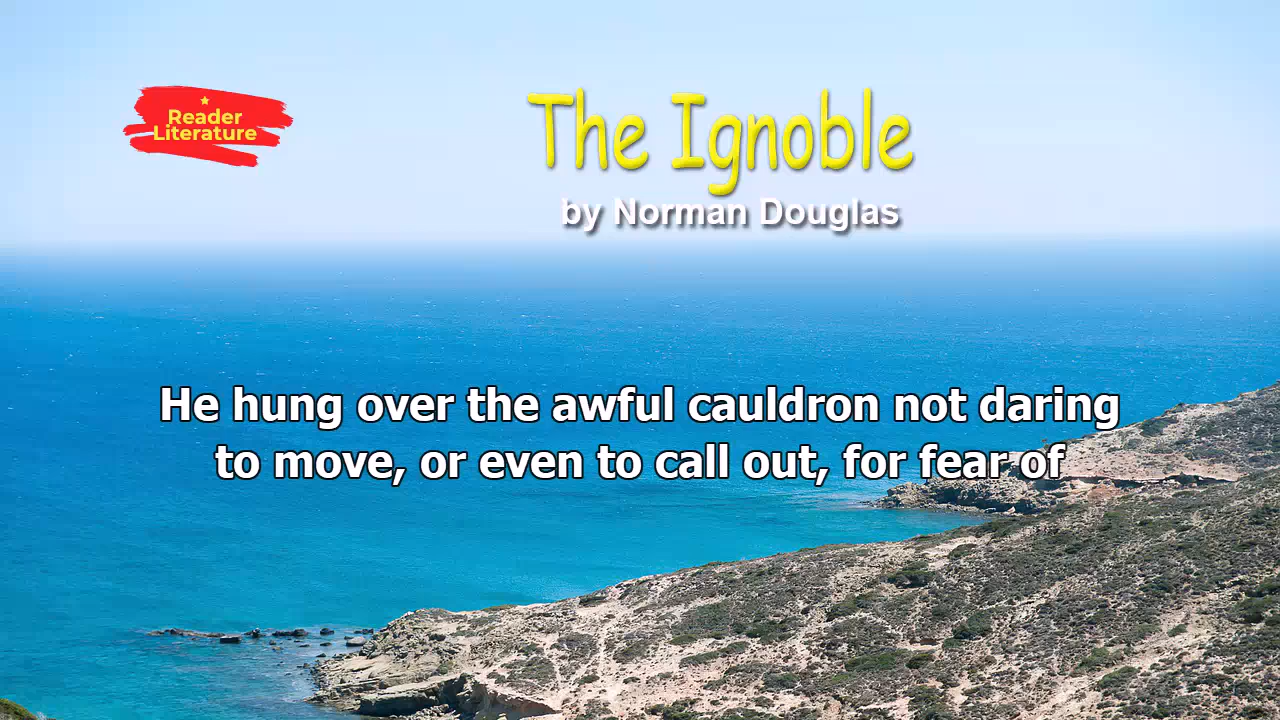 Reader
Literature
The Ignoble
by Norman Douglas
He hung over the awful cauldron not daring
to move, or even to call out, for fear of